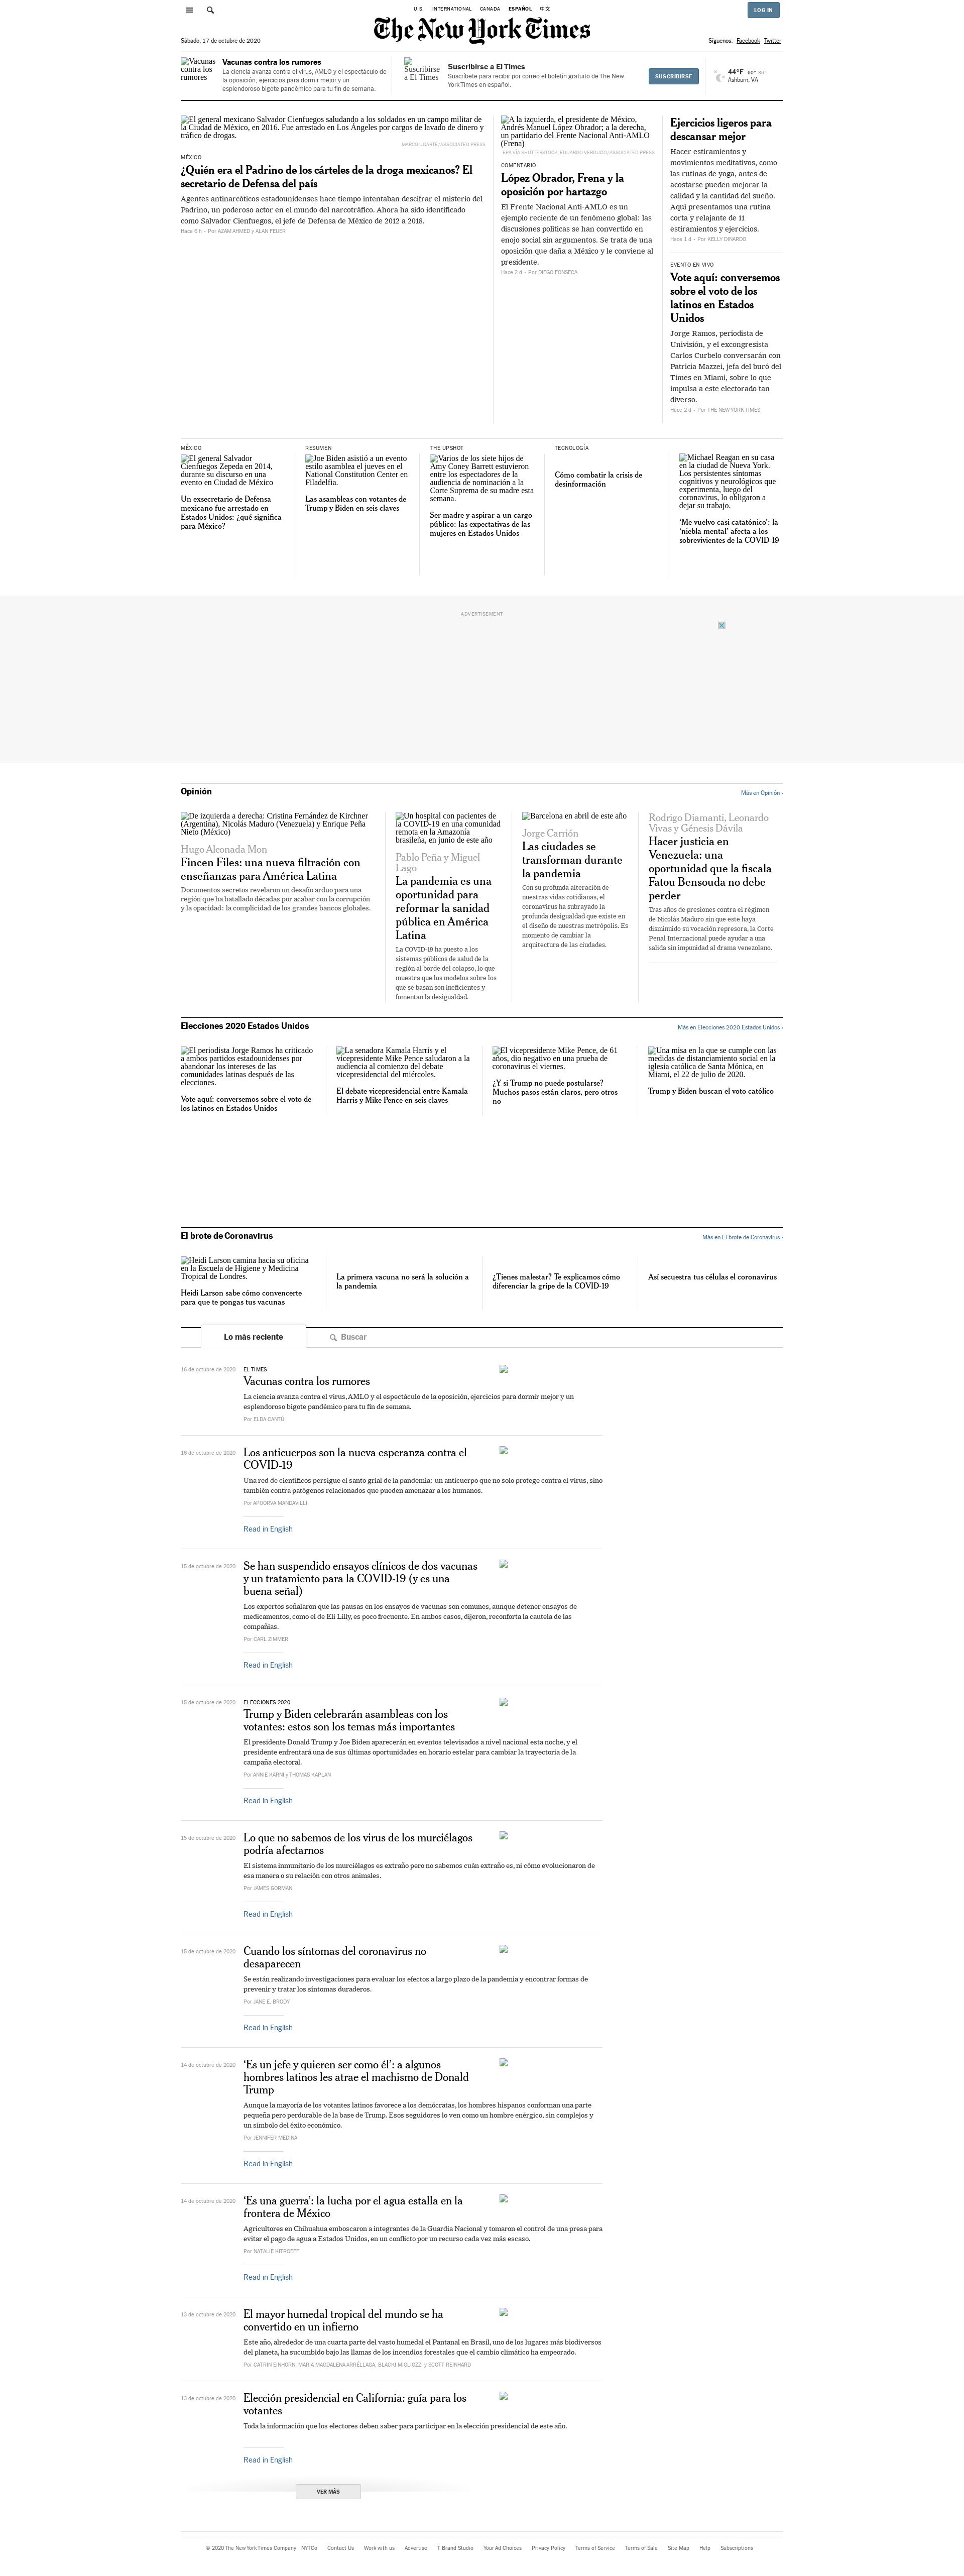 U.S.
INTERNATIONAL
CANADA
ESPAÑOL
中文
LOG IN
The New York Times
Sábado, 17 de octubre de 2020
Síguenos: Facebook Twitter
Vacunas contra los rumores
Vacunas contra los rumores
La ciencia avanza contra el virus, AMLO y el espectáculo de la oposición, ejercicios para dormir mejor y un esplendoroso bigote pandémico para tu fin de semana.
Suscribirse a El Times
Suscribirse a El Times
Suscríbete para recibir por correo el boletín gratuito de The New York Times en español.
SUSCRIBIRSE
44°F 60° 38°
Ashburn, VA
El general mexicano Salvador Cienfuegos saludando a los soldados en un campo militar de la Ciudad de México, en 2016. Fue arrestado en Los Ángeles por cargos de lavado de dinero y tráfico de drogas.
MARCO UGARTE/ASSOCIATED PRESS
MÉXICO
¿Quién era el Padrino de los cárteles de la droga mexicanos? El secretario de Defensa del país
Agentes antinarcóticos estadounidenses hace tiempo intentaban descifrar el misterio del Padrino, un poderoso actor en el mundo del narcotráfico. Ahora ha sido identificado como Salvador Cienfuegos, el jefe de Defensa de México de 2012 a 2018.
Hace 6 h • Por AZAM AHMED y ALAN FEUER
A la izquierda, el presidente de México, Andrés Manuel López Obrador; a la derecha, un partidario del Frente Nacional Anti-AMLO (Frena)
EPA VÍA SHUTTERSTOCK; EDUARDO VERDUGO/ASSOCIATED PRESS
COMENTARIO
López Obrador, Frena y la oposición por hartazgo
El Frente Nacional Anti-AMLO es un ejemplo reciente de un fenómeno global: las discusiones políticas se han convertido en enojo social sin argumentos. Se trata de una oposición que daña a México y le conviene al presidente.
Hace 2 d • Por DIEGO FONSECA
Ejercicios ligeros para descansar mejor
Hacer estiramientos y movimientos meditativos, como las rutinas de yoga, antes de acostarse pueden mejorar la calidad y la cantidad del sueño. Aquí presentamos una rutina corta y relajante de 11 estiramientos y ejercicios.
Hace 1 d • Por KELLY DINARDO
EVENTO EN VIVO
Vote aquí: conversemos sobre el voto de los latinos en Estados Unidos
Jorge Ramos, periodista de Univisión, y el excongresista Carlos Curbelo conversarán con Patricia Mazzei, jefa del buró del Times en Miami, sobre lo que impulsa a este electorado tan diverso.
Hace 2 d • Por THE NEW YORK TIMES
MÉXICO
El general Salvador Cienfuegos Zepeda en 2014, durante su discurso en una evento en Ciudad de México
Un exsecretario de Defensa mexicano fue arrestado en Estados Unidos: ¿qué significa para México?
RESUMEN
Joe Biden asistió a un evento estilo asamblea el jueves en el National Constitution Center en Filadelfia.
Las asambleas con votantes de Trump y Biden en seis claves
THE UPSHOT
Varios de los siete hijos de Amy Coney Barrett estuvieron entre los espectadores de la audiencia de nominación a la Corte Suprema de su madre esta semana.
Ser madre y aspirar a un cargo público: las expectativas de las mujeres en Estados Unidos
TECNOLOGÍA
Cómo combatir la crisis de desinformación
Michael Reagan en su casa en la ciudad de Nueva York. Los persistentes síntomas cognitivos y neurológicos que experimenta, luego del coronavirus, lo obligaron a dejar su trabajo.
‘Me vuelvo casi catatónico’: la ‘niebla mental’ afecta a los sobrevivientes de la COVID-19
ADVERTISEMENT
Opinión
Más en Opinión ›
De izquierda a derecha: Cristina Fernández de Kirchner (Argentina), Nicolás Maduro (Venezuela) y Enrique Peña Nieto (México)
Hugo Alconada Mon
Fincen Files: una nueva filtración con enseñanzas para América Latina
Documentos secretos revelaron un desafío arduo para una región que ha batallado décadas por acabar con la corrupción y la opacidad: la complicidad de los grandes bancos globales.
Un hospital con pacientes de la COVID-19 en una comunidad remota en la Amazonía brasileña, en junio de este año
Pablo Peña y Miguel Lago
La pandemia es una oportunidad para reformar la sanidad pública en América Latina
La COVID-19 ha puesto a los sistemas públicos de salud de la región al borde del colapso, lo que muestra que los modelos sobre los que se basan son ineficientes y fomentan la desigualdad.
Barcelona en abril de este año
Jorge Carrión
Las ciudades se transforman durante la pandemia
Con su profunda alteración de nuestras vidas cotidianas, el coronavirus ha subrayado la profunda desigualdad que existe en el diseño de nuestras metrópolis. Es momento de cambiar la arquitectura de las ciudades.
Rodrigo Diamanti, Leonardo Vivas y Génesis Dávila
Hacer justicia en Venezuela: una oportunidad que la fiscala Fatou Bensouda no debe perder
Tras años de presiones contra el régimen de Nicolás Maduro sin que este haya disminuido su vocación represora, la Corte Penal Internacional puede ayudar a una salida sin impunidad al drama venezolano.
Elecciones 2020 Estados Unidos
Más en Elecciones 2020 Estados Unidos ›
El periodista Jorge Ramos ha criticado a ambos partidos estadounidenses por abandonar los intereses de las comunidades latinas después de las elecciones.
Vote aquí: conversemos sobre el voto de los latinos en Estados Unidos
La senadora Kamala Harris y el vicepresidente Mike Pence saludaron a la audiencia al comienzo del debate vicepresidencial del miércoles.
El debate vicepresidencial entre Kamala Harris y Mike Pence en seis claves
El vicepresidente Mike Pence, de 61 años, dio negativo en una prueba de coronavirus el viernes.
¿Y si Trump no puede postularse? Muchos pasos están claros, pero otros no
Una misa en la que se cumple con las medidas de distanciamiento social en la iglesia católica de Santa Mónica, en Miami, el 22 de julio de 2020.
Trump y Biden buscan el voto católico
El brote de Coronavirus
Más en El brote de Coronavirus ›
Heidi Larson camina hacia su oficina en la Escuela de Higiene y Medicina Tropical de Londres.
Heidi Larson sabe cómo convencerte para que te pongas tus vacunas
La primera vacuna no será la solución a la pandemia
¿Tienes malestar? Te explicamos cómo diferenciar la gripe de la COVID-19
Así secuestra tus células el coronavirus
Lo más reciente
Buscar
16 de octubre de 2020
EL TIMES
Vacunas contra los rumores
La ciencia avanza contra el virus, AMLO y el espectáculo de la oposición, ejercicios para dormir mejor y un esplendoroso bigote pandémico para tu fin de semana.
Por ELDA CANTÚ
16 de octubre de 2020
Los anticuerpos son la nueva esperanza contra el COVID-19
Una red de científicos persigue el santo grial de la pandemia: un anticuerpo que no solo protege contra el virus, sino también contra patógenos relacionados que pueden amenazar a los humanos.
Por APOORVA MANDAVILLI
Read in English
15 de octubre de 2020
Se han suspendido ensayos clínicos de dos vacunas y un tratamiento para la COVID-19 (y es una buena señal)
Los expertos señalaron que las pausas en los ensayos de vacunas son comunes, aunque detener ensayos de medicamentos, como el de Eli Lilly, es poco frecuente. En ambos casos, dijeron, reconforta la cautela de las compañías.
Por CARL ZIMMER
Read in English
15 de octubre de 2020
ELECCIONES 2020
Trump y Biden celebrarán asambleas con los votantes: estos son los temas más importantes
El presidente Donald Trump y Joe Biden aparecerán en eventos televisados a nivel nacional esta noche, y el presidente enfrentará una de sus últimas oportunidades en horario estelar para cambiar la trayectoria de la campaña electoral.
Por ANNIE KARNI y THOMAS KAPLAN
Read in English
15 de octubre de 2020
Lo que no sabemos de los virus de los murciélagos podría afectarnos
El sistema inmunitario de los murciélagos es extraño pero no sabemos cuán extraño es, ni cómo evolucionaron de esa manera o su relación con otros animales.
Por JAMES GORMAN
Read in English
15 de octubre de 2020
Cuando los síntomas del coronavirus no desaparecen
Se están realizando investigaciones para evaluar los efectos a largo plazo de la pandemia y encontrar formas de prevenir y tratar los síntomas duraderos.
Por JANE E. BRODY
Read in English
14 de octubre de 2020
‘Es un jefe y quieren ser como él’: a algunos hombres latinos les atrae el machismo de Donald Trump
Aunque la mayoría de los votantes latinos favorece a los demócratas, los hombres hispanos conforman una parte pequeña pero perdurable de la base de Trump. Esos seguidores lo ven como un hombre enérgico, sin complejos y un símbolo del éxito económico.
Por JENNIFER MEDINA
Read in English
14 de octubre de 2020
‘Es una guerra’: la lucha por el agua estalla en la frontera de México
Agricultores en Chihuahua emboscaron a integrantes de la Guardia Nacional y tomaron el control de una presa para evitar el pago de agua a Estados Unidos, en un conflicto por un recurso cada vez más escaso.
Por NATALIE KITROEFF
Read in English
13 de octubre de 2020
El mayor humedal tropical del mundo se ha convertido en un infierno
Este año, alrededor de una cuarta parte del vasto humedal el Pantanal en Brasil, uno de los lugares más biodiversos del planeta, ha sucumbido bajo las llamas de los incendios forestales que el cambio climático ha empeorado.
Por CATRIN EINHORN, MARIA MAGDALENA ARRÉLLAGA, BLACKI MIGLIOZZI y SCOTT REINHARD
13 de octubre de 2020
Elección presidencial en California: guía para los votantes
Toda la información que los electores deben saber para participar en la elección presidencial de este año.
Read in English
VER MÁS
© 2020 The New York Times Company
NYTCo
Contact Us
Work with us
Advertise
T Brand Studio
Your Ad Choices
Privacy Policy
Terms of Service
Terms of Sale
Site Map
Help
Subscriptions